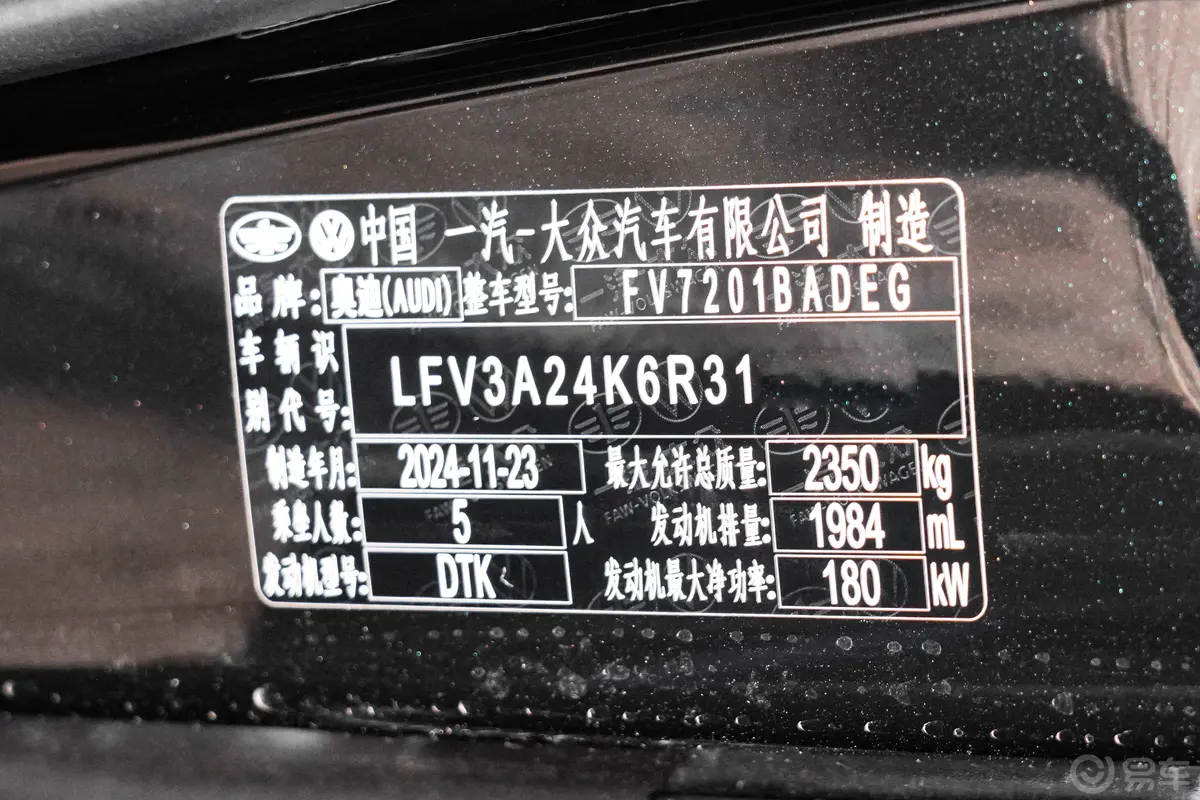 中国 一汽-大众汽车有限公司 制造
品牌: 奥迪(AUDI) 整车型号: FV7201BADEG
车辆识别代号: LFV3A24K6R31
制造年月: 2024-11-23 最大允许总质量: 2350 kg
乘坐人数: 5 人 发动机排量: 1984 mL
发动机型号: DTK 发动机最大净功率: 180 kW
易车